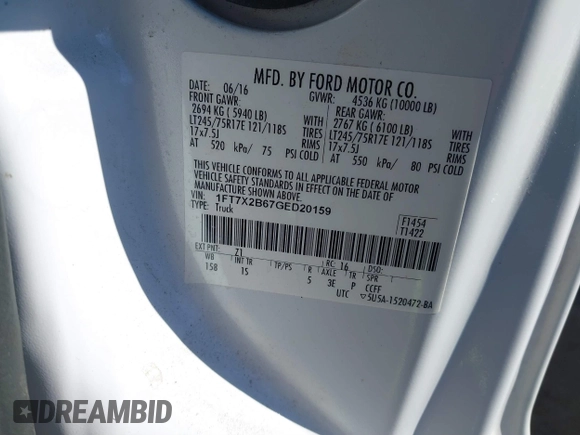 MFD. BY FORD MOTOR CO.
DATE: 06/16 GVWR: 4536 KG (10000 LB)
FRONT GAWR: REAR GAWR:
2694 KG ( 5940 LB) WITH 2767 KG ( 6100 LB) WITH
LT245/75R17E 121/118S TIRES LT245/75R17E 121/118S TIRES
17x7.5J RIMS 17x7.5J RIMS
AT 520 kPa/ 75 PSI COLD AT 550 kPa/ 80 PSI COLD
THIS VEHICLE CONFORMS TO ALL APPLICABLE FEDERAL MOTOR
VEHICLE SAFETY STANDARDS IN EFFECT ON THE DATE OF
MANUFACTURE SHOWN ABOVE.
VIN: 1FT7X2B67GED20159
TYPE: Truck
F1454
T1422
EXT PNT: Z1 RC: 16 DSO:
WB INT TR TP/PS R AXLE TR SPR
158 IS 5 3E P CCFF
UTC ▽5U5A-1520472-BA
DREAMBID